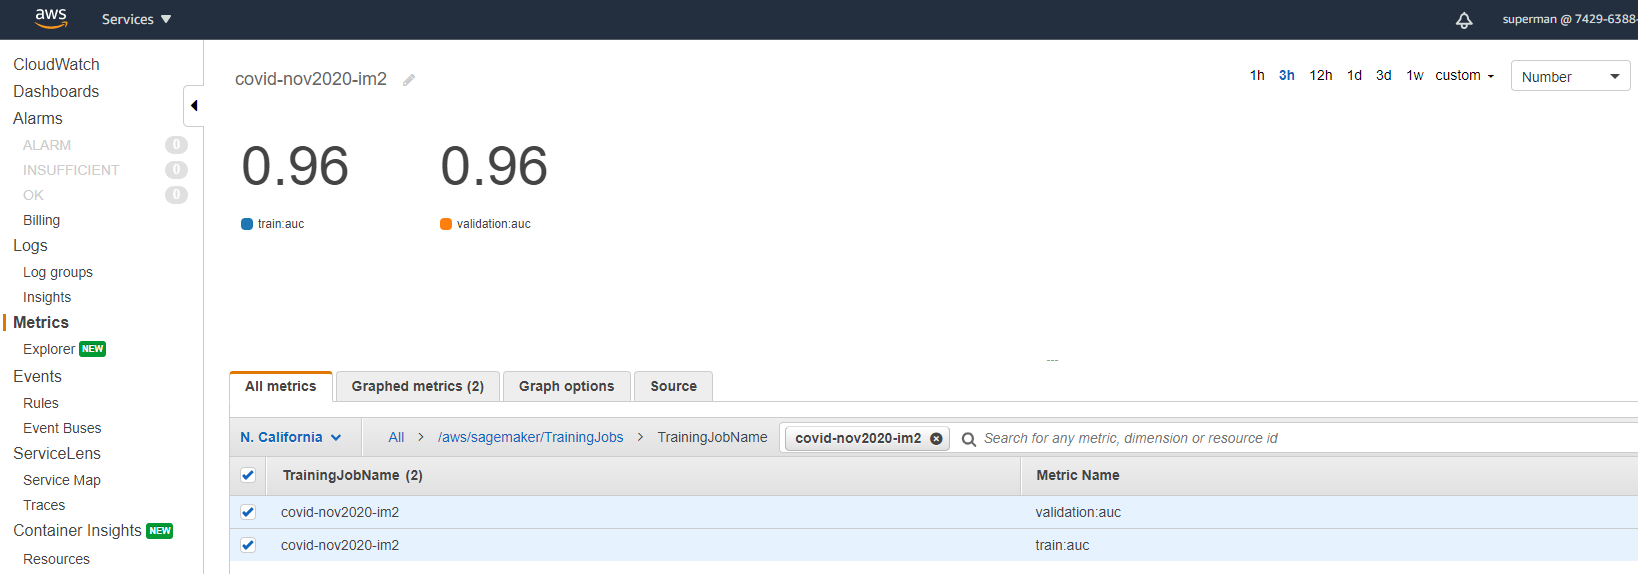 aws
Services
superman @ 7429-6388-
CloudWatch
Dashboards
Alarms
ALARM 0
INSUFFICIENT 0
OK 0
Billing
Logs
Log groups
Insights
Metrics
Explorer NEW
Events
Rules
Event Buses
ServiceLens
Service Map
Traces
Container Insights NEW
Resources
covid-nov2020-im2
1h 3h 12h 1d 3d 1w custom
Number
0.96 0.96
train:auc validation:auc
All metrics Graphed metrics (2) Graph options Source
N. California All > /aws/sagemaker/TrainingJobs > TrainingJobName covid-nov2020-im2 Search for any metric, dimension or resource id
TrainingJobName (2) Metric Name
covid-nov2020-im2 validation:auc
covid-nov2020-im2 train:auc